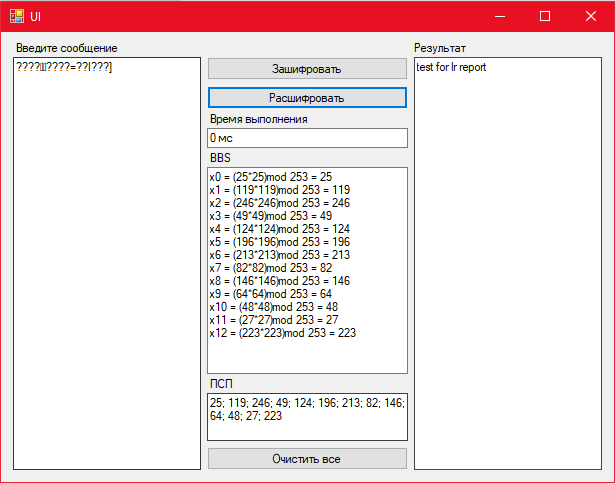 UI
Введите сообщение
Результат
Зашифровать
test for lr report
Расшифровать
Время выполнения
0 мс
BBS
x0 = (25*25)mod 253 = 25
x1 = (119*119)mod 253 = 119
x2 = (246*246)mod 253 = 246
x3 = (49*49)mod 253 = 49
x4 = (124*124)mod 253 = 124
x5 = (196*196)mod 253 = 196
x6 = (213*213)mod 253 = 213
x7 = (82*82)mod 253 = 82
x8 = (146*146)mod 253 = 146
x9 = (64*64)mod 253 = 64
x10 = (48*48)mod 253 = 48
x11 = (27*27)mod 253 = 27
x12 = (223*223)mod 253 = 223
ПСП
25; 119; 246; 49; 124; 196; 213; 82; 146;
64; 48; 27; 223
Очистить все